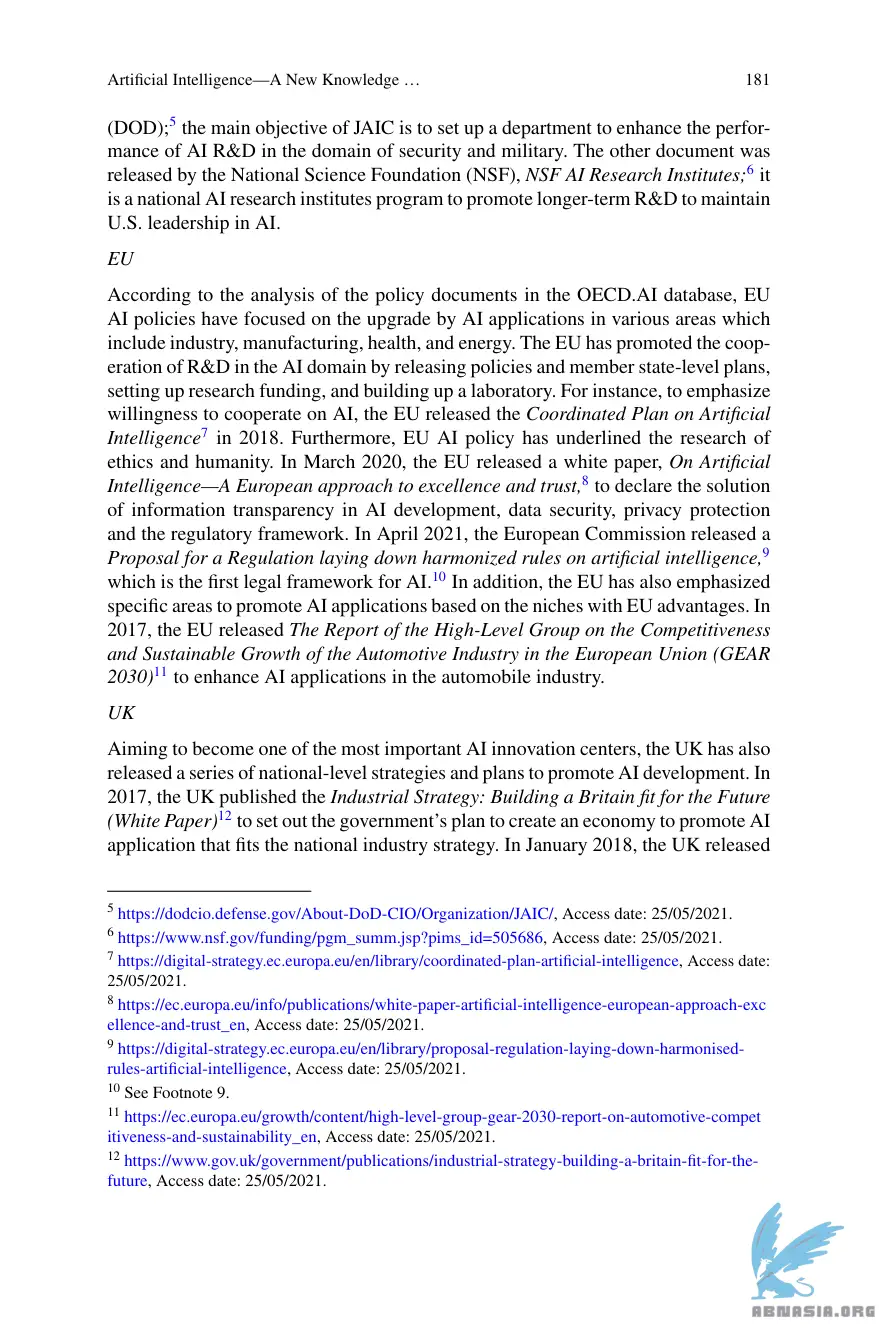 Artificial Intelligence—A New Knowledge … 181
(DOD);5 the main objective of JAIC is to set up a department to enhance the perfor-
mance of AI R&D in the domain of security and military. The other document was
released by the National Science Foundation (NSF), NSF AI Research Institutes;6 it
is a national AI research institutes program to promote longer-term R&D to maintain
U.S. leadership in AI.
EU
According to the analysis of the policy documents in the OECD.AI database, EU
AI policies have focused on the upgrade by AI applications in various areas which
include industry, manufacturing, health, and energy. The EU has promoted the coop-
eration of R&D in the AI domain by releasing policies and member state-level plans,
setting up research funding, and building up a laboratory. For instance, to emphasize
willingness to cooperate on AI, the EU released the Coordinated Plan on Artificial
Intelligence7 in 2018. Furthermore, EU AI policy has underlined the research of
ethics and humanity. In March 2020, the EU released a white paper, On Artificial
Intelligence—A European approach to excellence and trust,8 to declare the solution
of information transparency in AI development, data security, privacy protection
and the regulatory framework. In April 2021, the European Commission released a
Proposal for a Regulation laying down harmonized rules on artificial intelligence,9
which is the first legal framework for AI.10 In addition, the EU has also emphasized
specific areas to promote AI applications based on the niches with EU advantages. In
2017, the EU released The Report of the High-Level Group on the Competitiveness
and Sustainable Growth of the Automotive Industry in the European Union (GEAR
2030)11 to enhance AI applications in the automobile industry.
UK
Aiming to become one of the most important AI innovation centers, the UK has also
released a series of national-level strategies and plans to promote AI development. In
2017, the UK published the Industrial Strategy: Building a Britain fit for the Future
(White Paper)12 to set out the government's plan to create an economy to promote AI
application that fits the national industry strategy. In January 2018, the UK released
5 https://dodcio.defense.gov/About-DoD-CIO/Organization/JAIC/, Access date: 25/05/2021.
6 https://www.nsf.gov/funding/pgm_summ.jsp?pims_id=505686, Access date: 25/05/2021.
7 https://digital-strategy.ec.europa.eu/en/library/coordinated-plan-artificial-intelligence, Access date:
25/05/2021.
8 https://ec.europa.eu/info/publications/white-paper-artificial-intelligence-european-approach-exc
ellence-and-trust_en, Access date: 25/05/2021.
9 https://digital-strategy.ec.europa.eu/en/library/proposal-regulation-laying-down-harmonised-
rules-artificial-intelligence, Access date: 25/05/2021.
10 See Footnote 9.
11 https://ec.europa.eu/growth/content/high-level-group-gear-2030-report-on-automotive-compet
itiveness-and-sustainability_en, Access date: 25/05/2021.
12 https://www.gov.uk/government/publications/industrial-strategy-building-a-britain-fit-for-the-
future, Access date: 25/05/2021.
ABNASIA.ORG